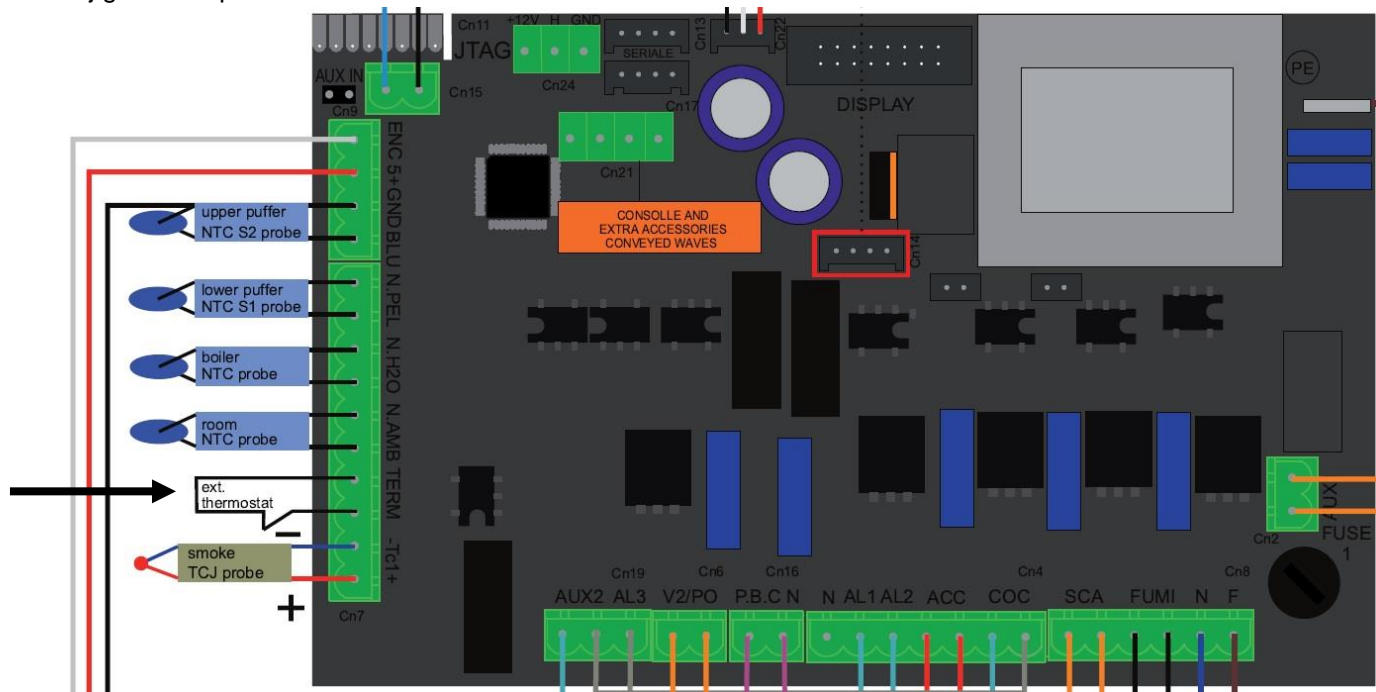 +12V H GND
Cn11
JTAG
SERIALE
Cn13
Cn22
AUX IN
Cn15
Cn24
Cn17
DISPLAY
PE
Cn9
Cn21
ENC 5+GNDBLU
upper puffer
NTC S2 probe
CONSOLLE AND
EXTRA ACCESSORIES
CONVEYED WAVES
Cn14
N.PEL N.H2O N.AMB TERM -Tc1+
lower puffer
NTC S1 probe
boiler
NTC probe
room
NTC probe
ext.
thermostat
−
smoke
TCJ probe
+
Cn7
AUX
FUSE
1
Cn2
Cn19
Cn6
Cn16
Cn4
Cn8
AUX2 AL3 V2/PO P.B.C N N AL1 AL2 ACC COC SCA FUMI N F